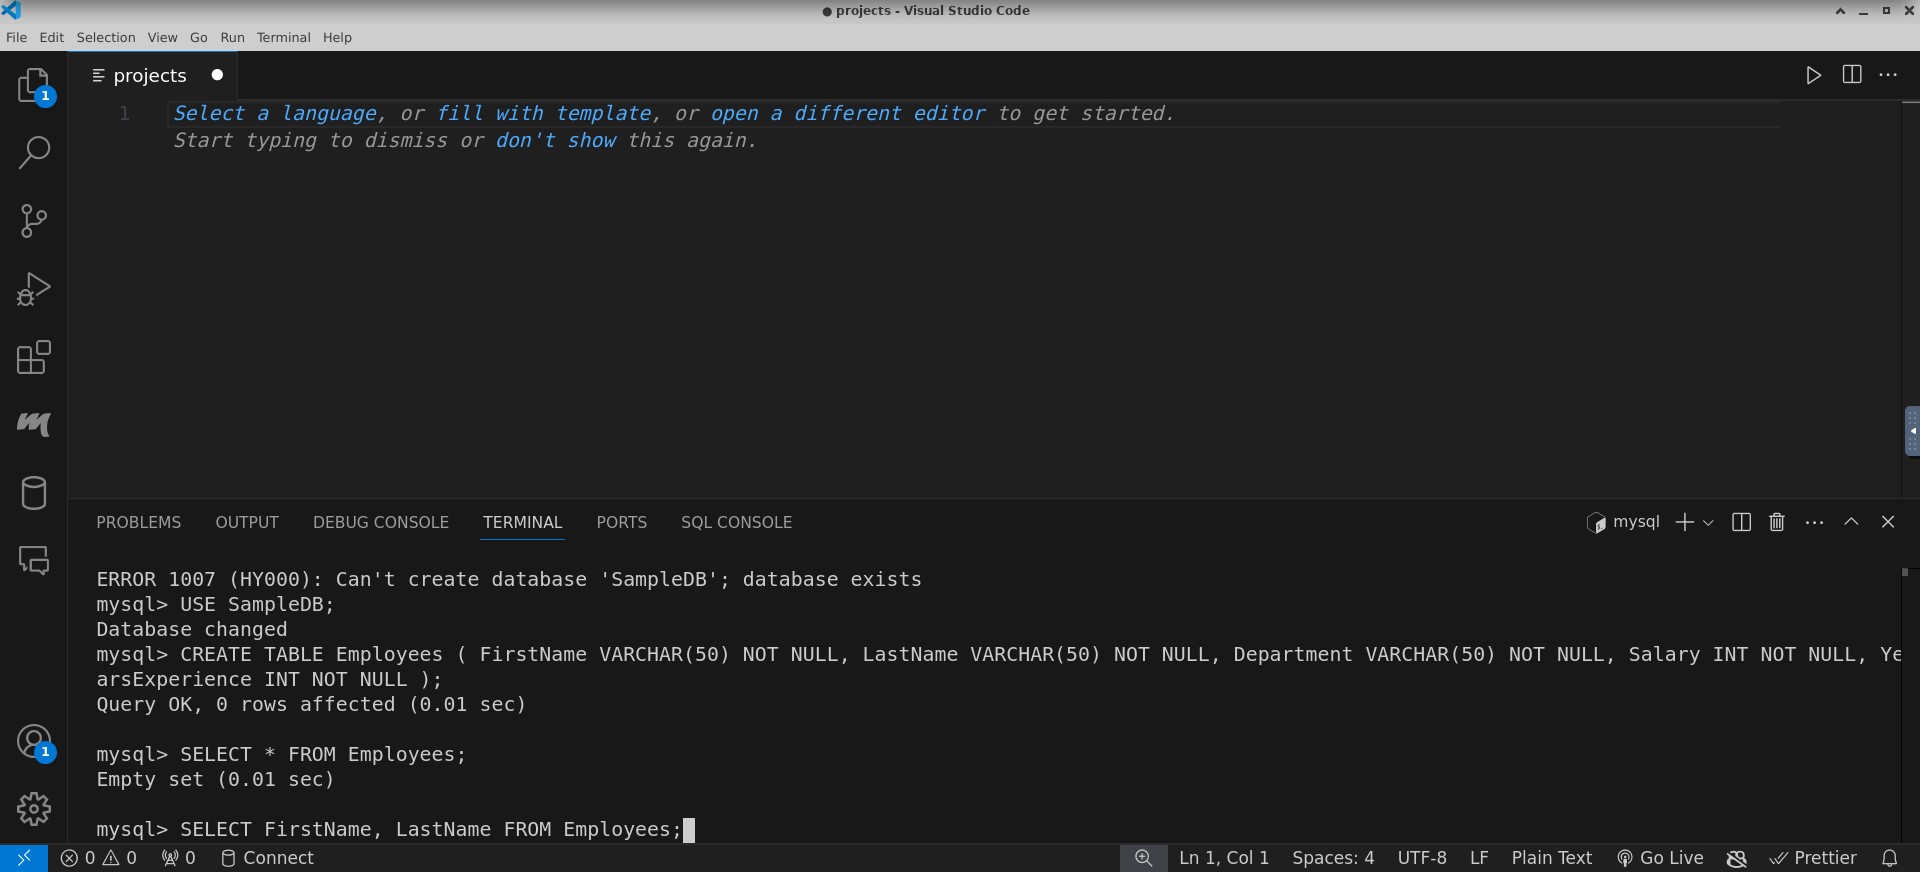 ● projects - Visual Studio Code
File Edit Selection View Go Run Terminal Help
projects
1
1 Select a language, or fill with template, or open a different editor to get started.
Start typing to dismiss or don't show this again.
PROBLEMS OUTPUT DEBUG CONSOLE TERMINAL PORTS SQL CONSOLE
mysql
ERROR 1007 (HY000): Can't create database 'SampleDB'; database exists
mysql> USE SampleDB;
Database changed
mysql> CREATE TABLE Employees ( FirstName VARCHAR(50) NOT NULL, LastName VARCHAR(50) NOT NULL, Department VARCHAR(50) NOT NULL, Salary INT NOT NULL, Ye
arsExperience INT NOT NULL );
Query OK, 0 rows affected (0.01 sec)
mysql> SELECT * FROM Employees;
1
Empty set (0.01 sec)
mysql> SELECT FirstName, LastName FROM Employees;
0 0 0 Connect Ln 1, Col 1 Spaces: 4 UTF-8 LF Plain Text Go Live Prettier